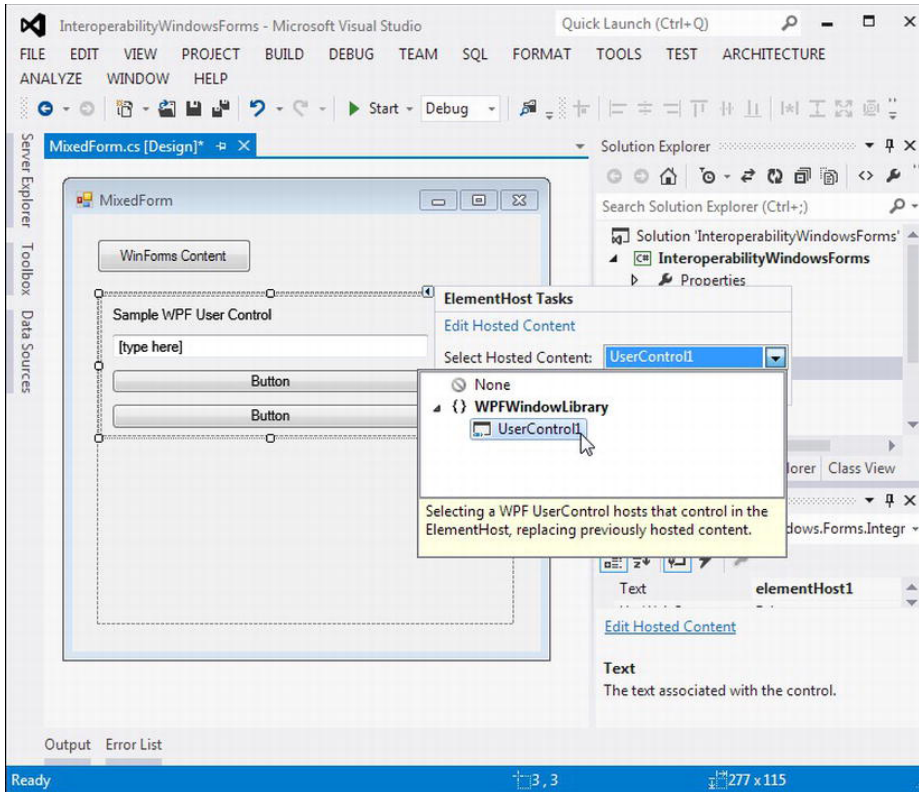 InteroperabilityWindowsForms - Microsoft Visual Studio
Quick Launch (Ctrl+Q)
FILE EDIT VIEW PROJECT BUILD DEBUG TEAM SQL FORMAT TOOLS TEST ARCHITECTURE
ANALYZE WINDOW HELP
Start
Debug
Server Explorer
Toolbox
Data Sources
MixedForm.cs [Design]*
MixedForm
WinForms Content
Sample WPF User Control
[type here]
Button
Button
ElementHost Tasks
Edit Hosted Content
Select Hosted Content: UserControl1
None
{} WPFWindowLibrary
UserControl1
Selecting a WPF UserControl hosts that control in the
ElementHost, replacing previously hosted content.
Solution Explorer
Search Solution Explorer (Ctrl+;)
Solution 'InteroperabilityWindowsForms'
C# InteroperabilityWindowsForms
Properties
lorer Class View
dows.Forms.Integr
Text elementHost1
Edit Hosted Content
Text
The text associated with the control.
Output Error List
Ready
3 , 3
277 x 115